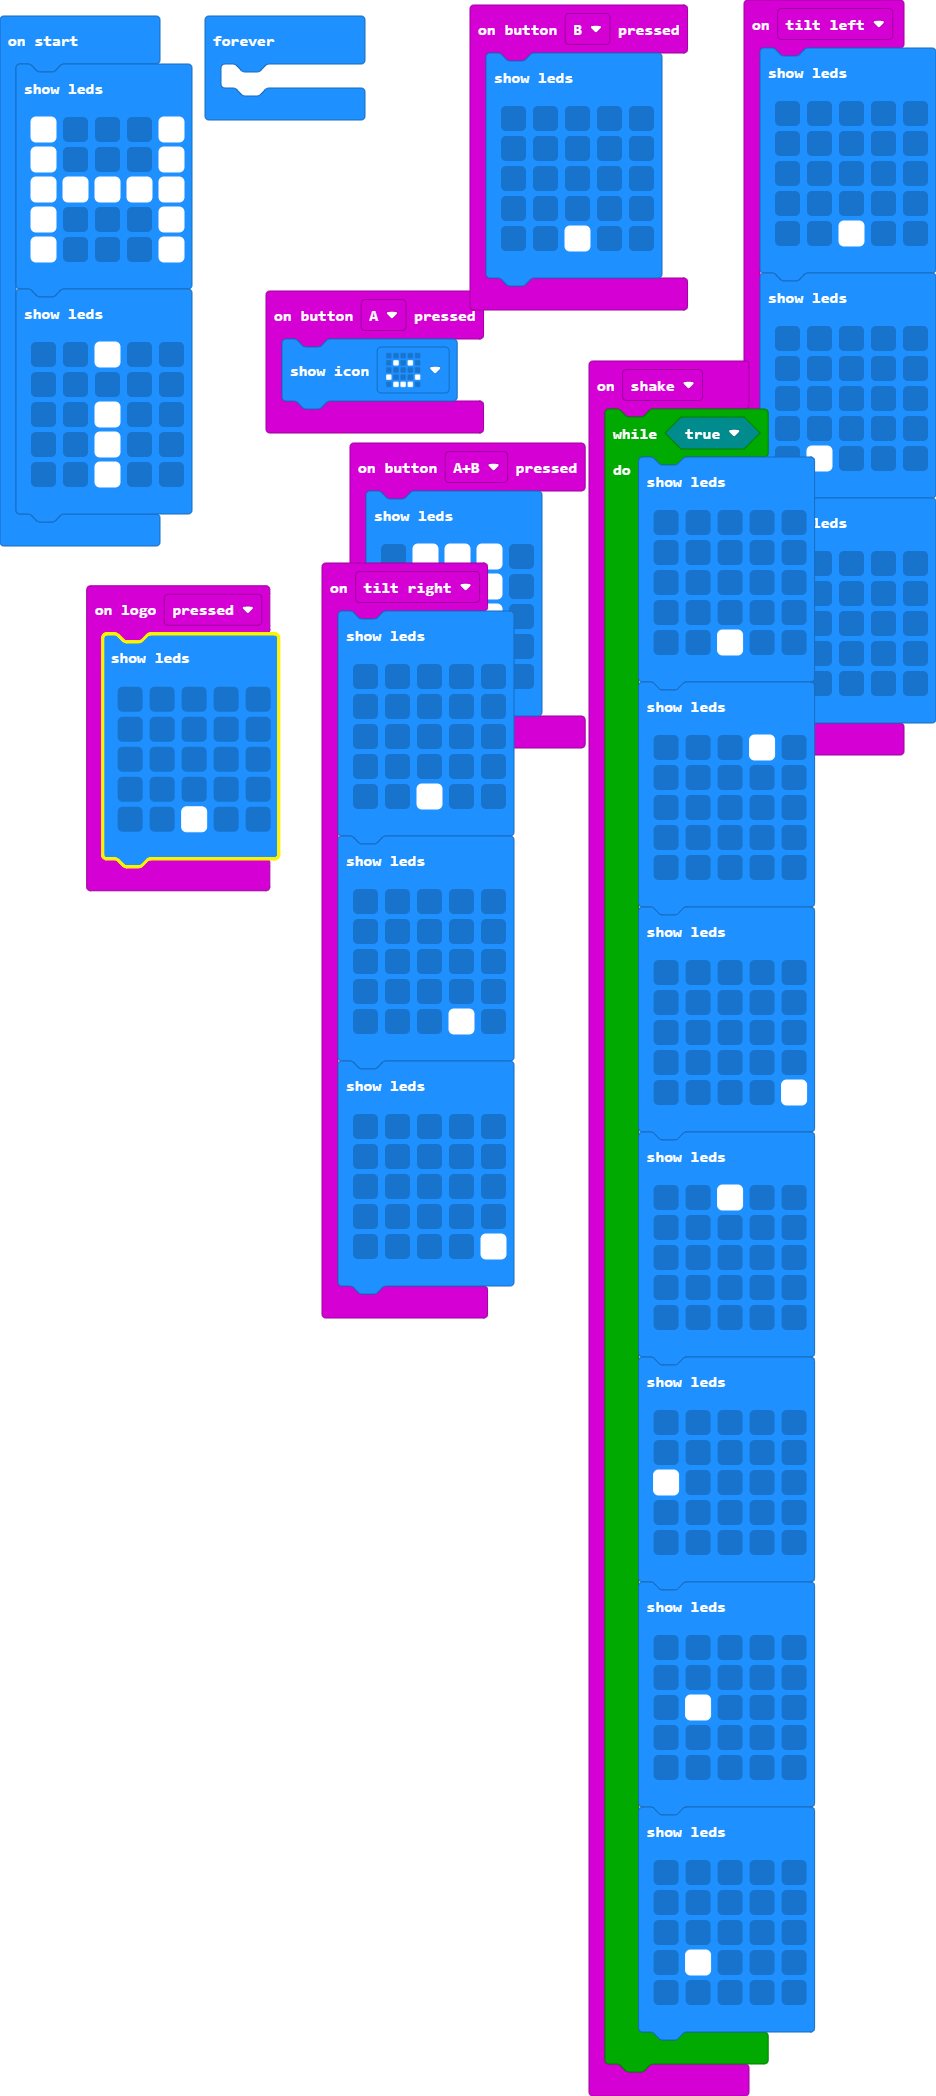 on start
show leds
show leds
forever
on button A pressed
show icon
on button B pressed
show leds
on tilt left
show leds
show leds
leds
on shake
while true
do
show leds
show leds
show leds
show leds
show leds
show leds
show leds
on button A+B pressed
show leds
on tilt right
show leds
show leds
show leds
on logo pressed
show leds